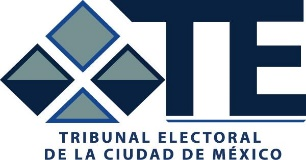 TE
TRIBUNAL ELECTORAL
DE LA CIUDAD DE MÉXICO